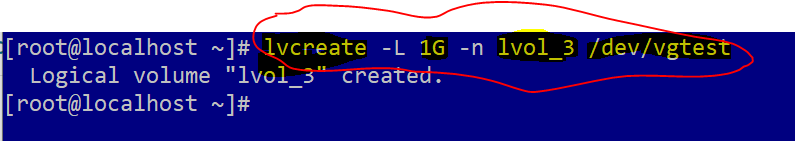 [root@localhost ~]# lvcreate -L 1G -n lvol_3 /dev/vgtest
  Logical volume "lvol_3" created.
[root@localhost ~]#